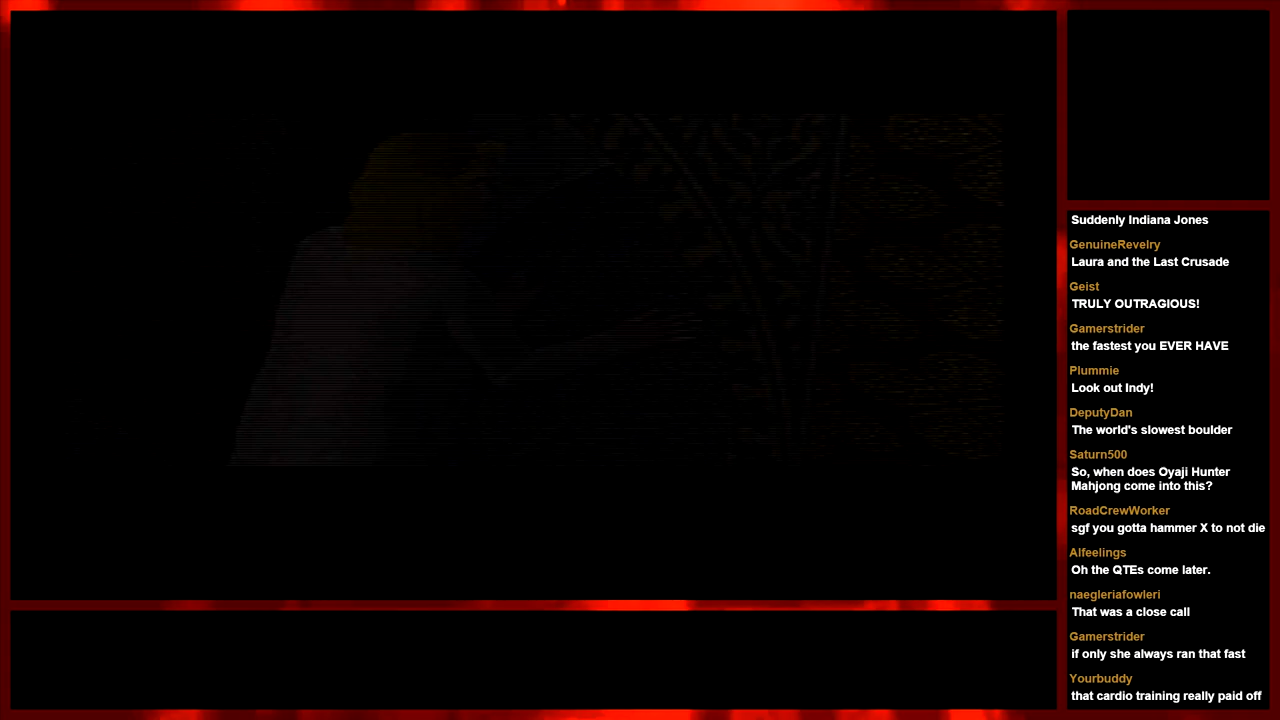 Suddenly Indiana Jones
GenuineRevelry
Laura and the Last Crusade
Geist
TRULY OUTRAGIOUS!
Gamerstrider
the fastest you EVER HAVE
Plummie
Look out Indy!
DeputyDan
The world's slowest boulder
Saturn500
So, when does Oyaji Hunter
Mahjong come into this?
RoadCrewWorker
sgf you gotta hammer X to not die
Alfeelings
Oh the QTEs come later.
naegleriafowleri
That was a close call
Gamerstrider
if only she always ran that fast
Yourbuddy
that cardio training really paid off